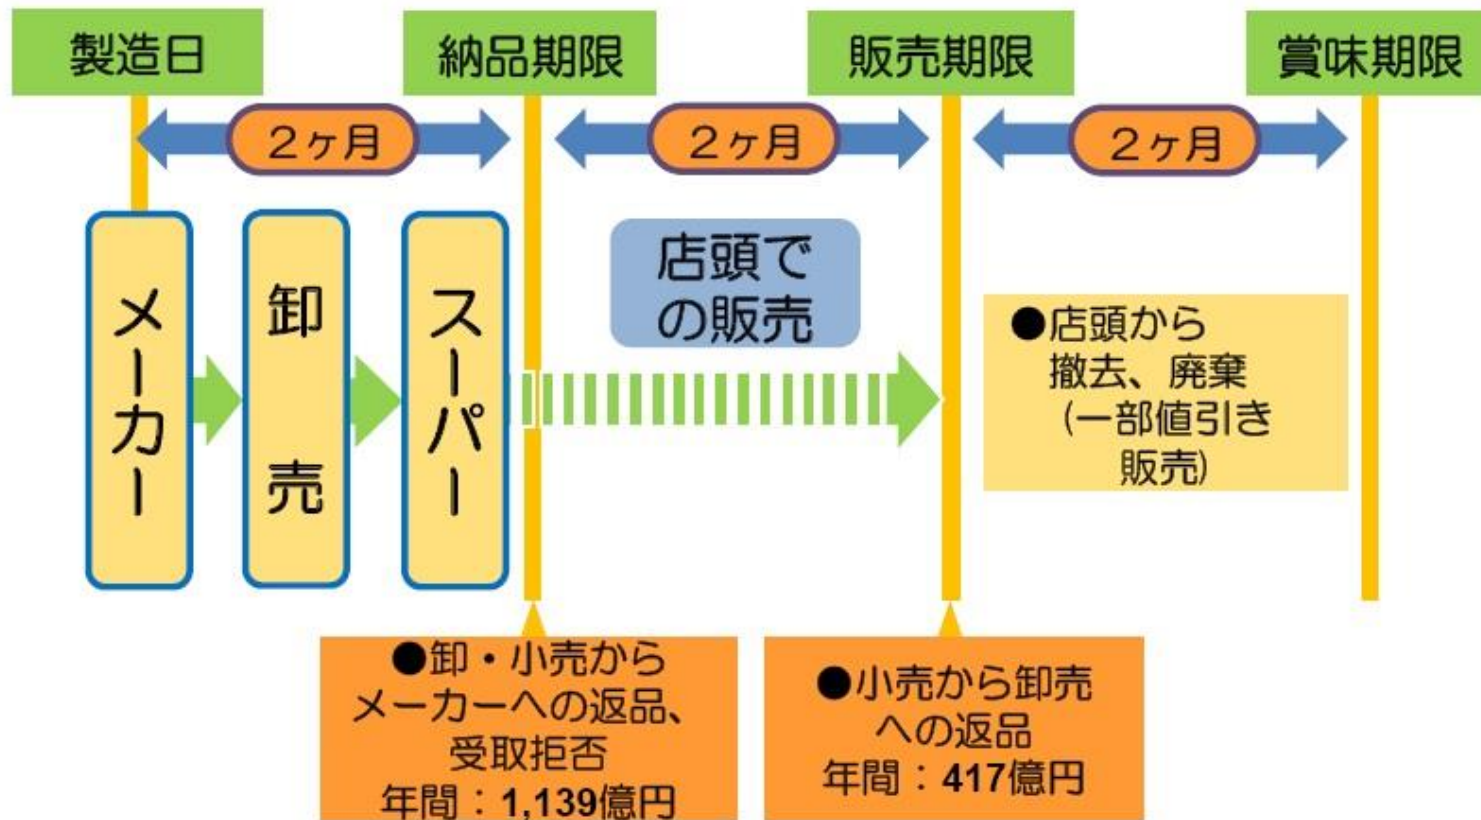 製造日
納品期限
販売期限
賞味期限
2ヶ月
2ヶ月
2ヶ月
メーカー
卸売
スーパー
店頭で
の販売
●店頭から
撤去、廃棄
(一部値引き
販売)
●卸・小売から
メーカーへの返品、
受取拒否
年間：1,139億円
●小売から卸売
への返品
年間：417億円